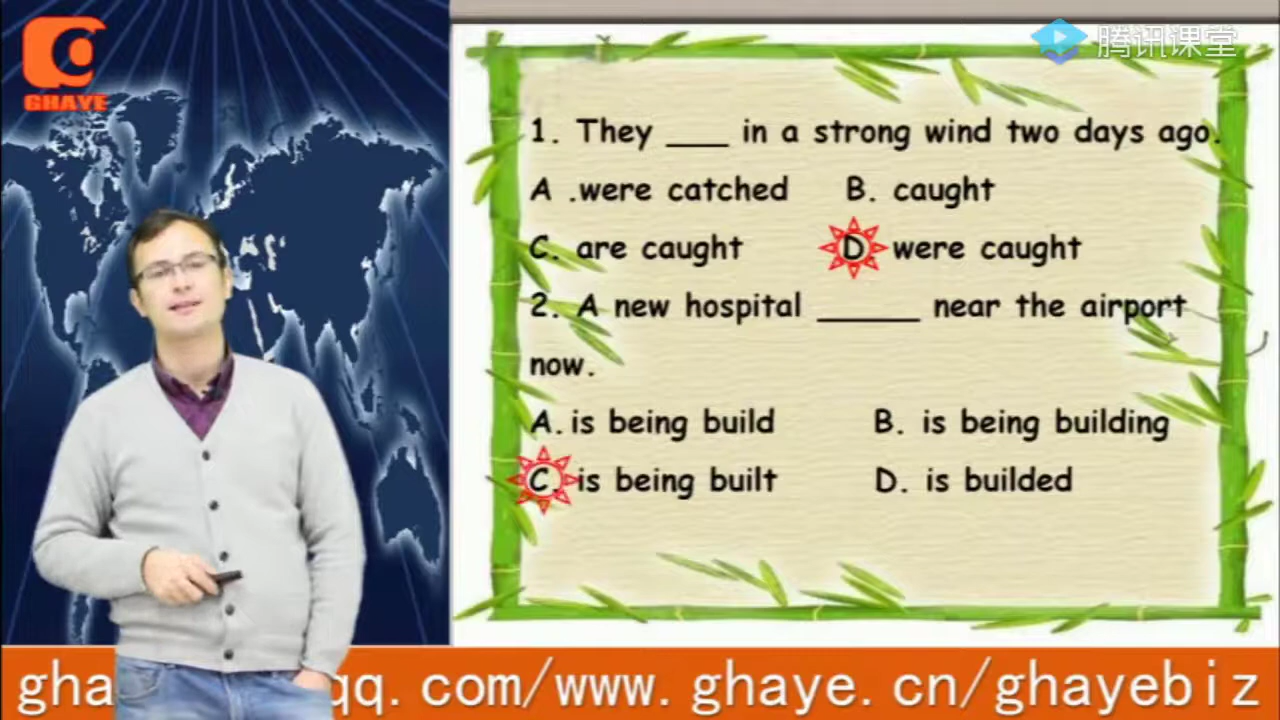 GHAYE
腾讯课堂
1. They ___ in a strong wind two days ago.
A .were catched B. caught
C. are caught D. were caught
2. A new hospital _____ near the airport
now.
A. is being build B. is being building
C. is being built D. is builded
gha qq. com/www. ghaye. cn/ghayebiz